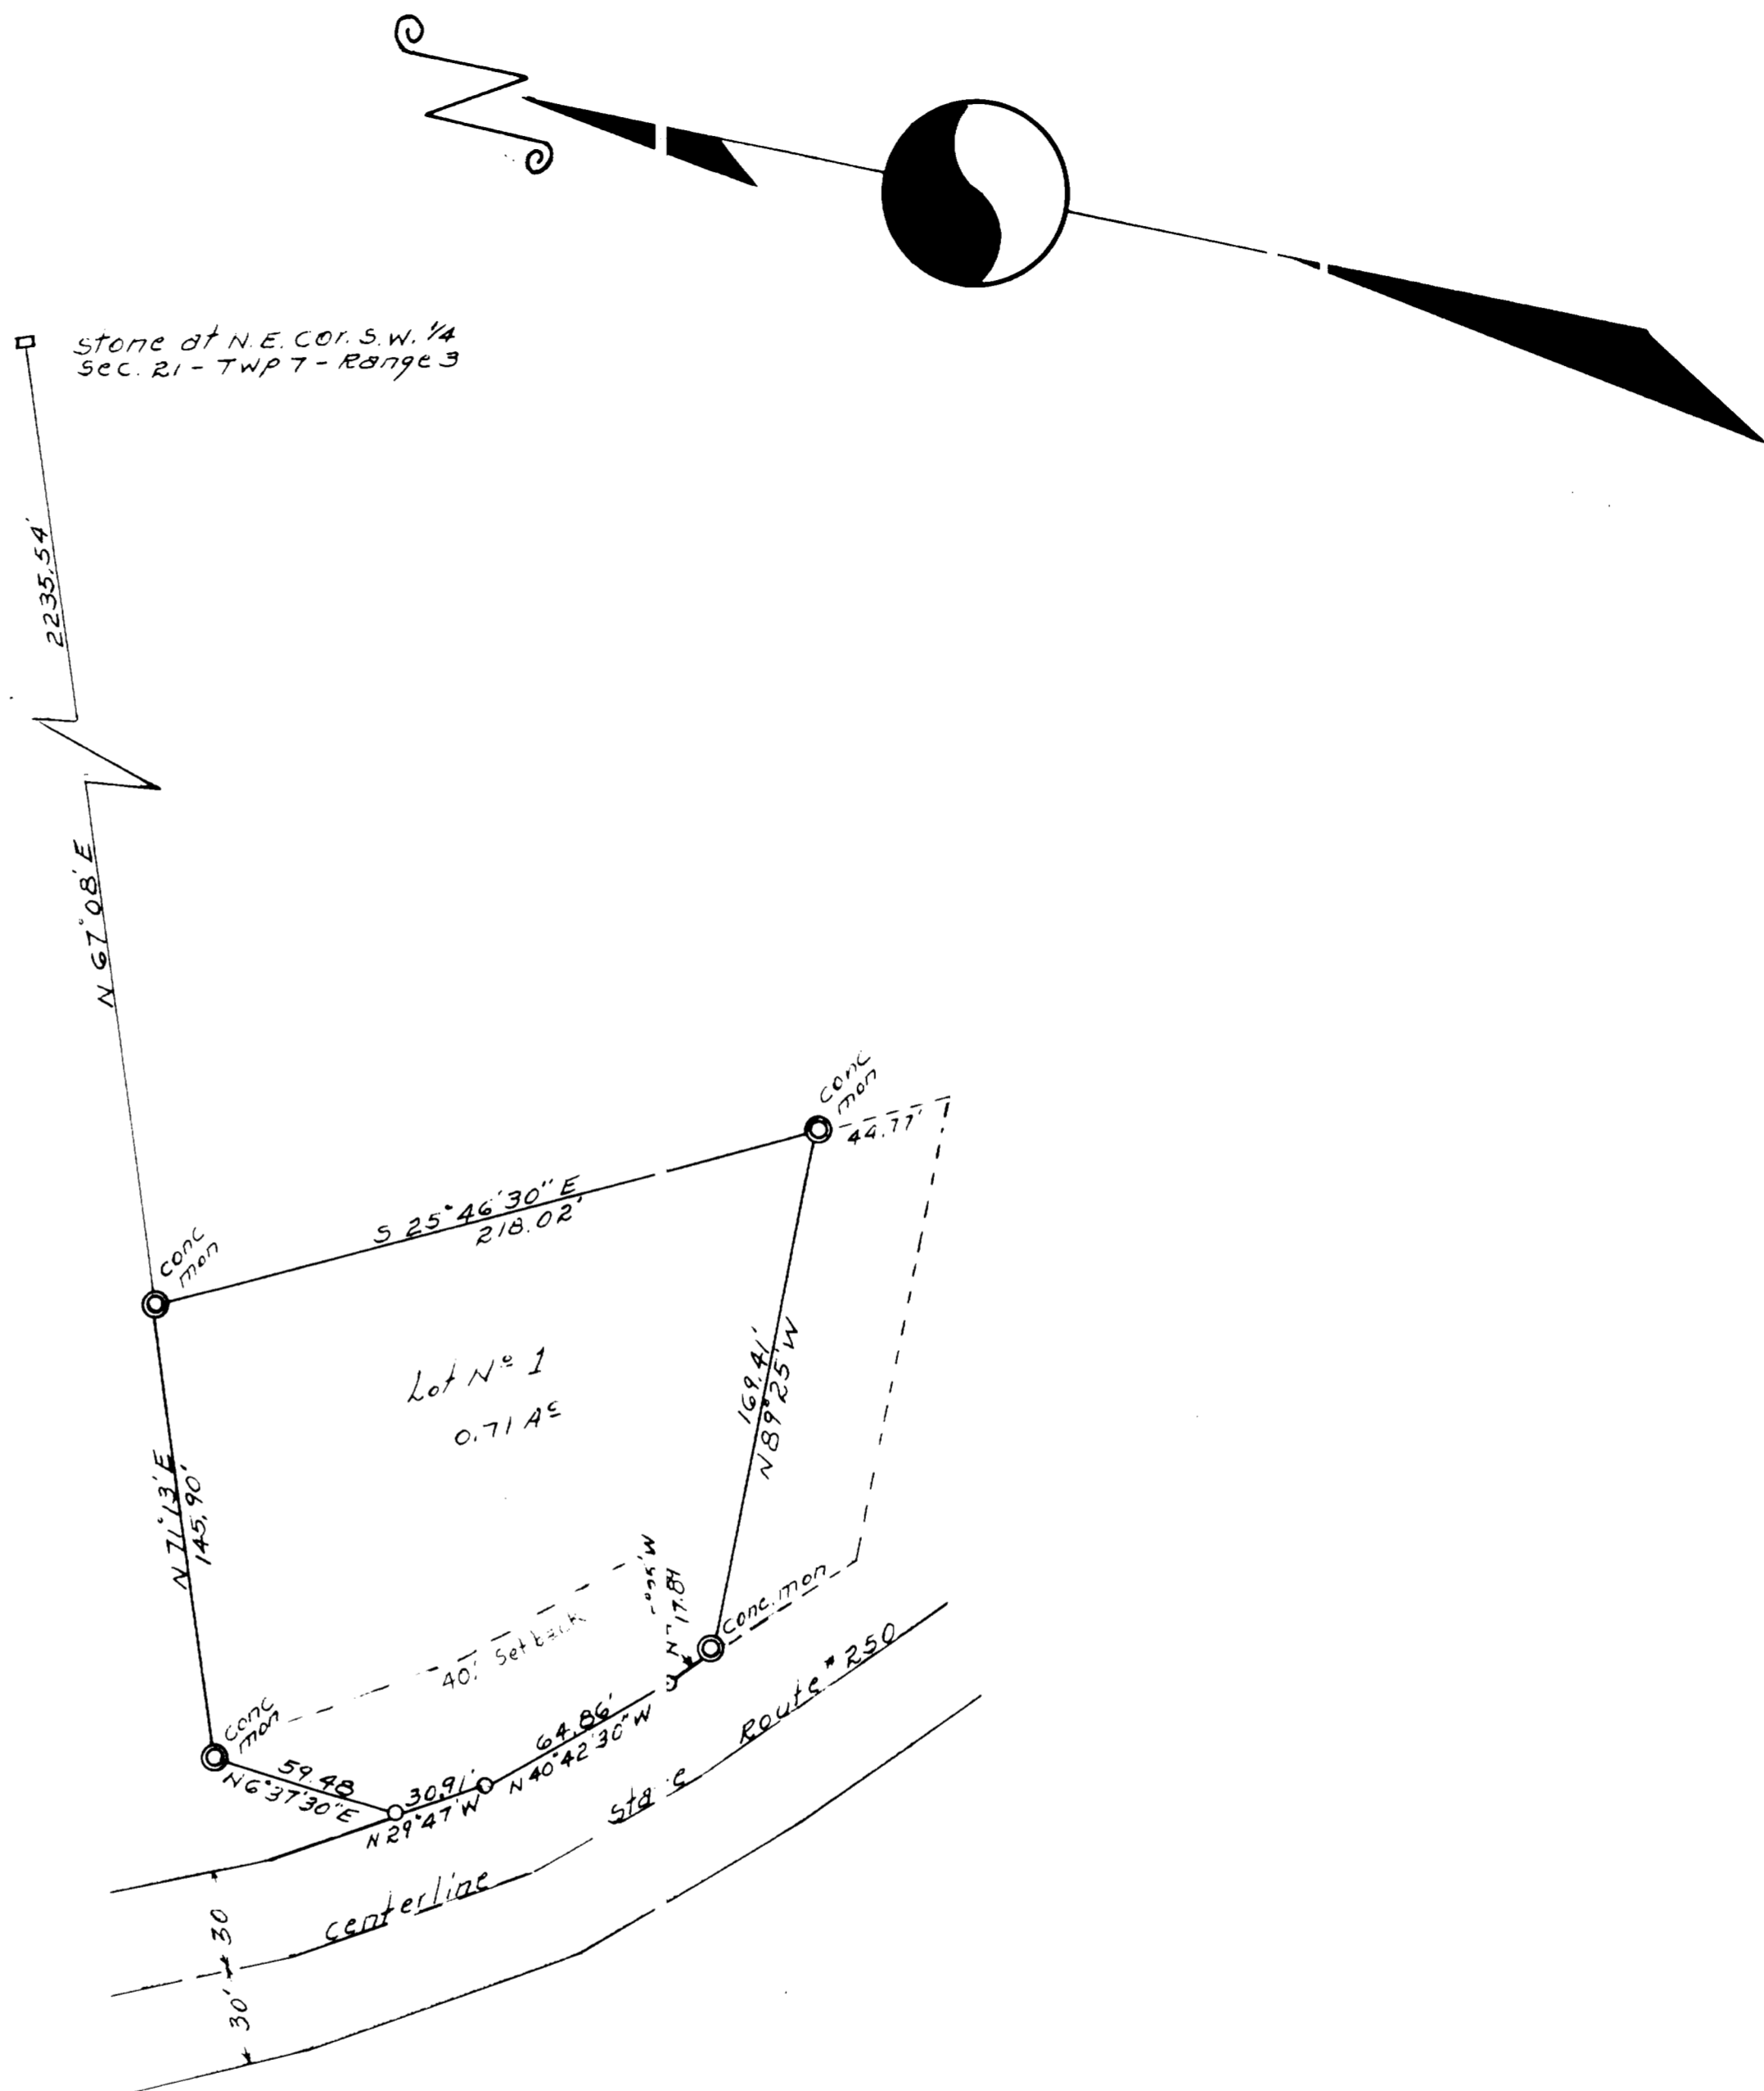 N
stone at N.E. Cor. S.W. 1/4
Sec. 21 - TWP 7 - Range 3
2235.54'
N 67°08' E
conc
mon
44.77'
S 25°46'30" E
218.02'
conc
mon
Lot Nº 1
0.71 Ac
169.41'
N 89°25' W
N 71°13' E
145.90'
W
17.84
40' Setback
conc. mon
conc
mon
59.48
N 6°37'30" E
30.91'
N 29°47' W
64.86'
N 40°42'30" W
Route # 250
centerline
30
30'